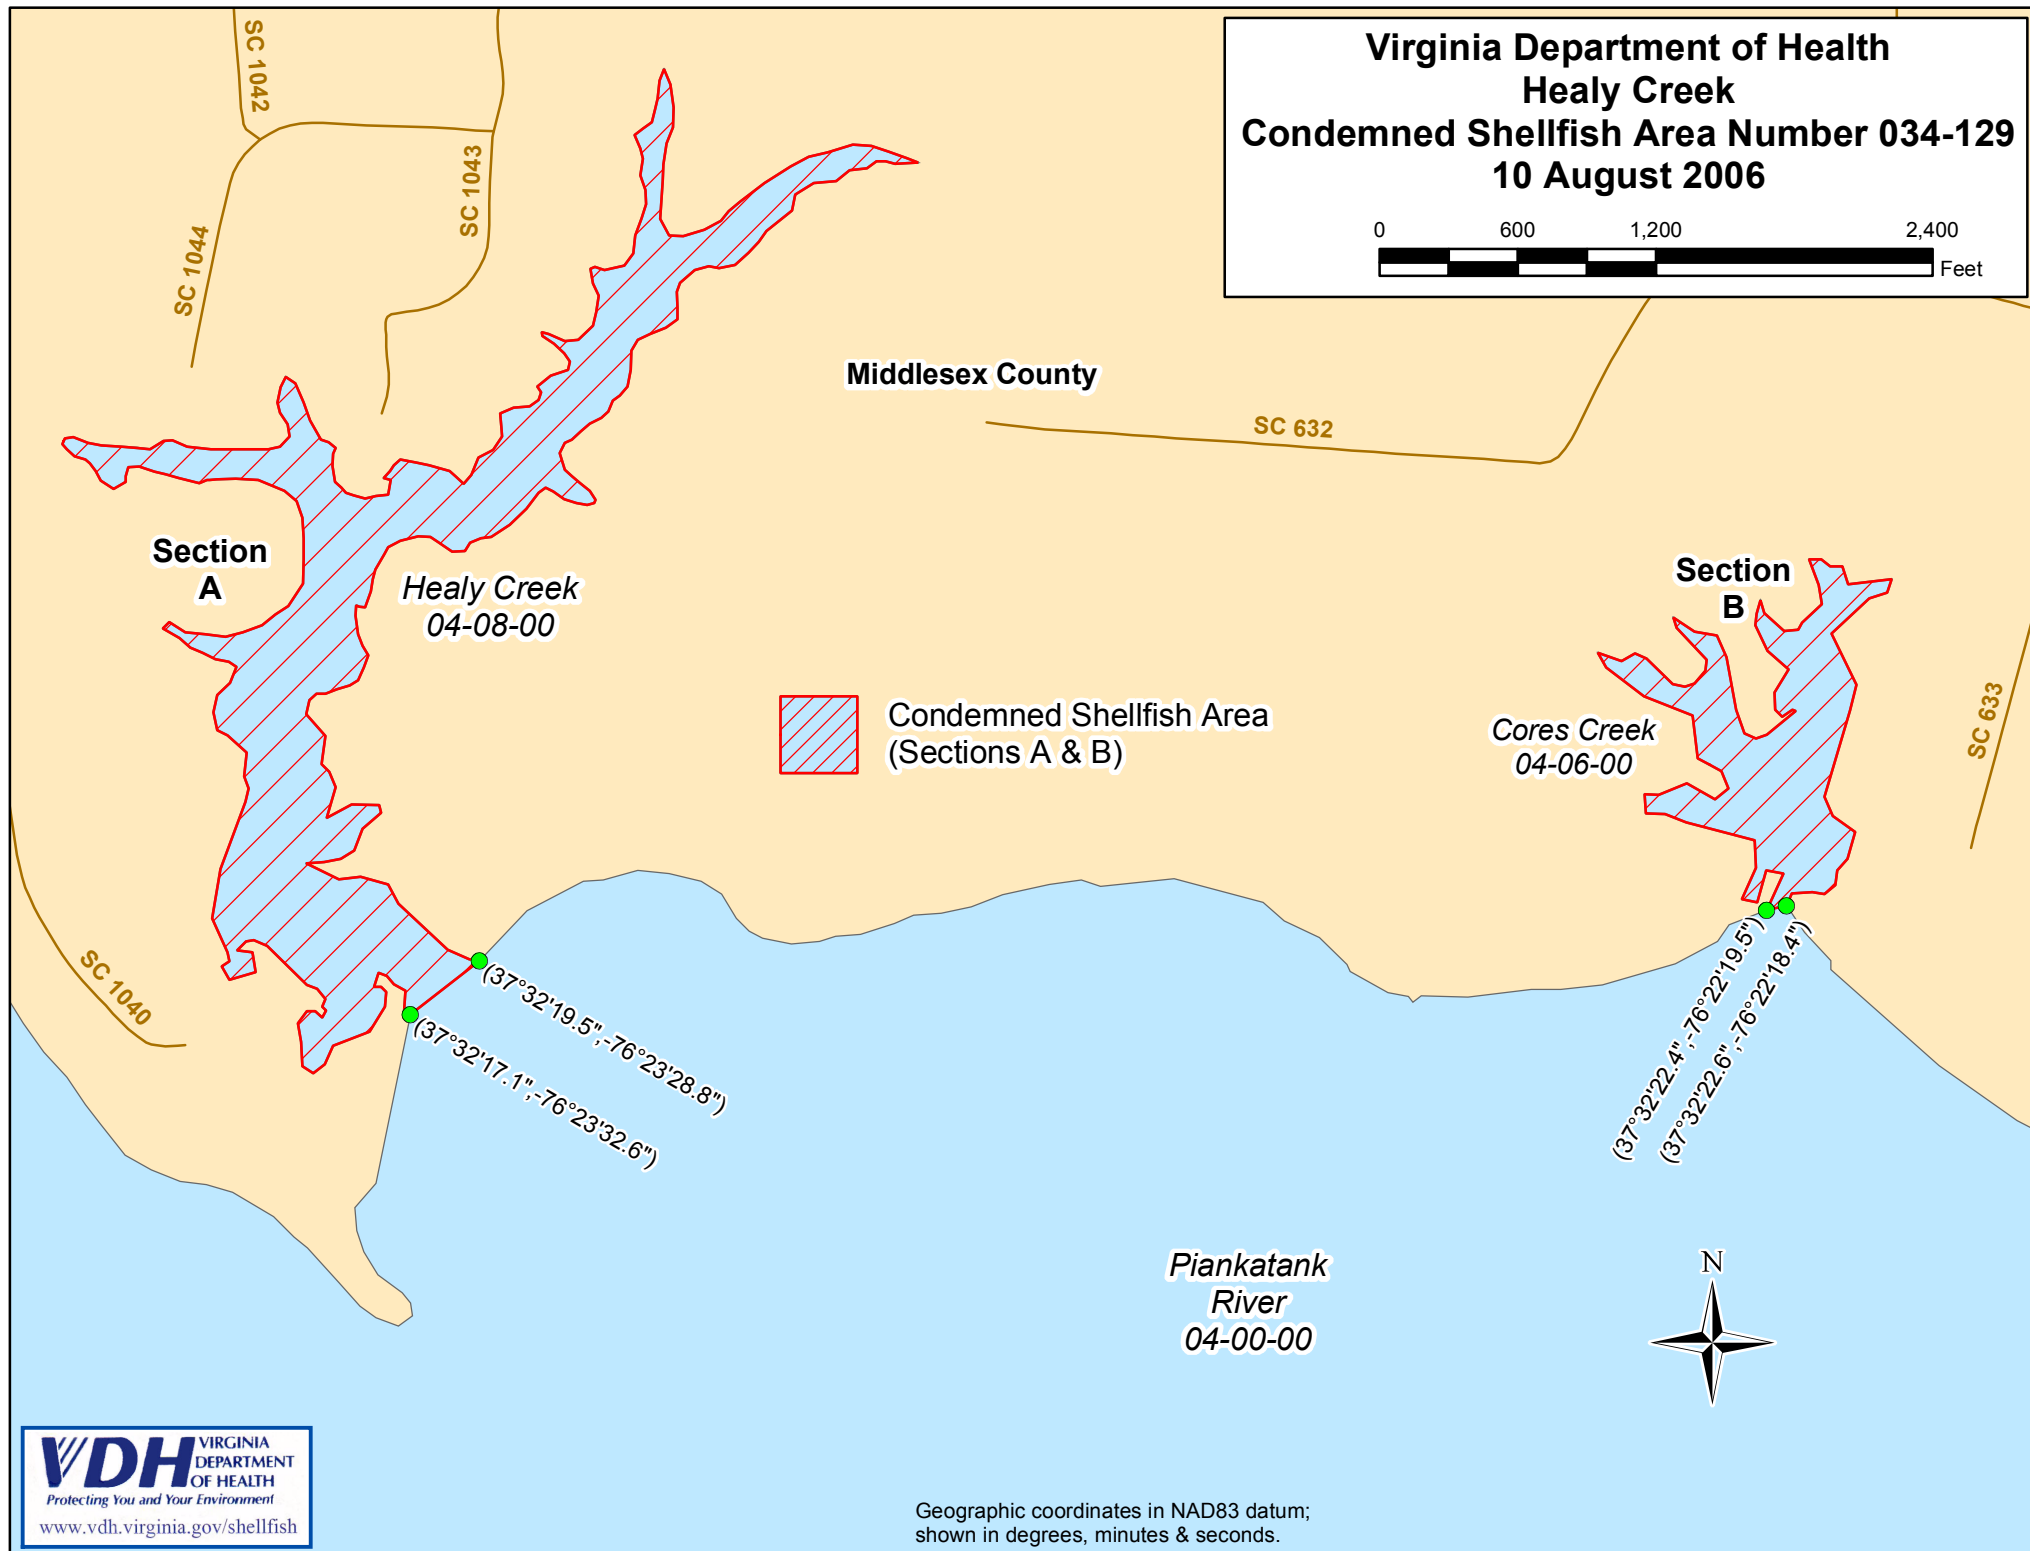 Virginia Department of Health
Healy Creek
Condemned Shellfish Area Number 034-129
10 August 2006
0 600 1,200 2,400
Feet
SC 1042
SC 1043
SC 1044
Middlesex County
SC 632
Section
A
Healy Creek
04-08-00
Section
B
Condemned Shellfish Area
(Sections A & B)
Cores Creek
04-06-00
SC 633
SC 1040
(37°32'19.5",-76°23'28.8")
(37°32'17.1",-76°23'32.6")
(37°32'22.4",-76°22'19.5")
(37°32'22.6",-76°22'18.4")
Piankatank
River
04-00-00
N
VDH
VIRGINIA
DEPARTMENT
OF HEALTH
Protecting You and Your Environment
www.vdh.virginia.gov/shellfish
Geographic coordinates in NAD83 datum;
shown in degrees, minutes & seconds.